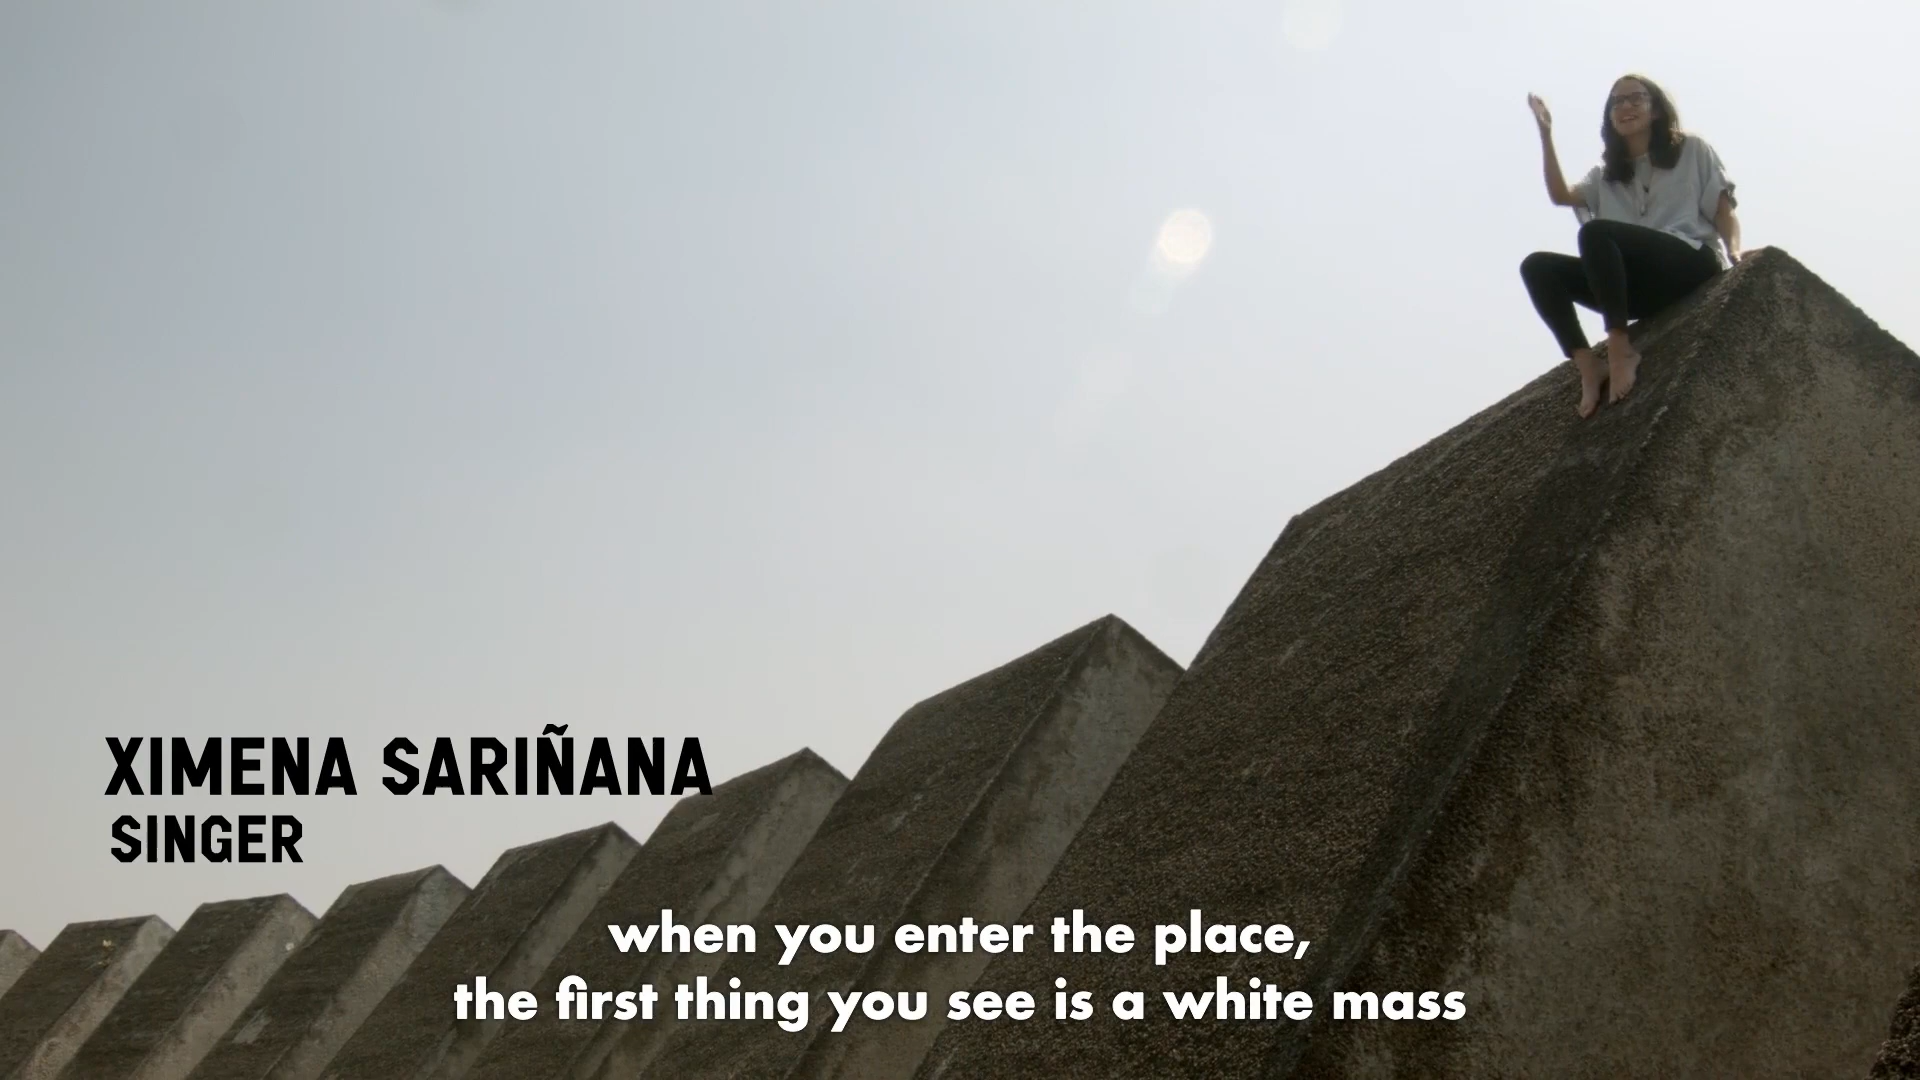 XIMENA SARIÑANA
SINGER
when you enter the place,
the first thing you see is a white mass